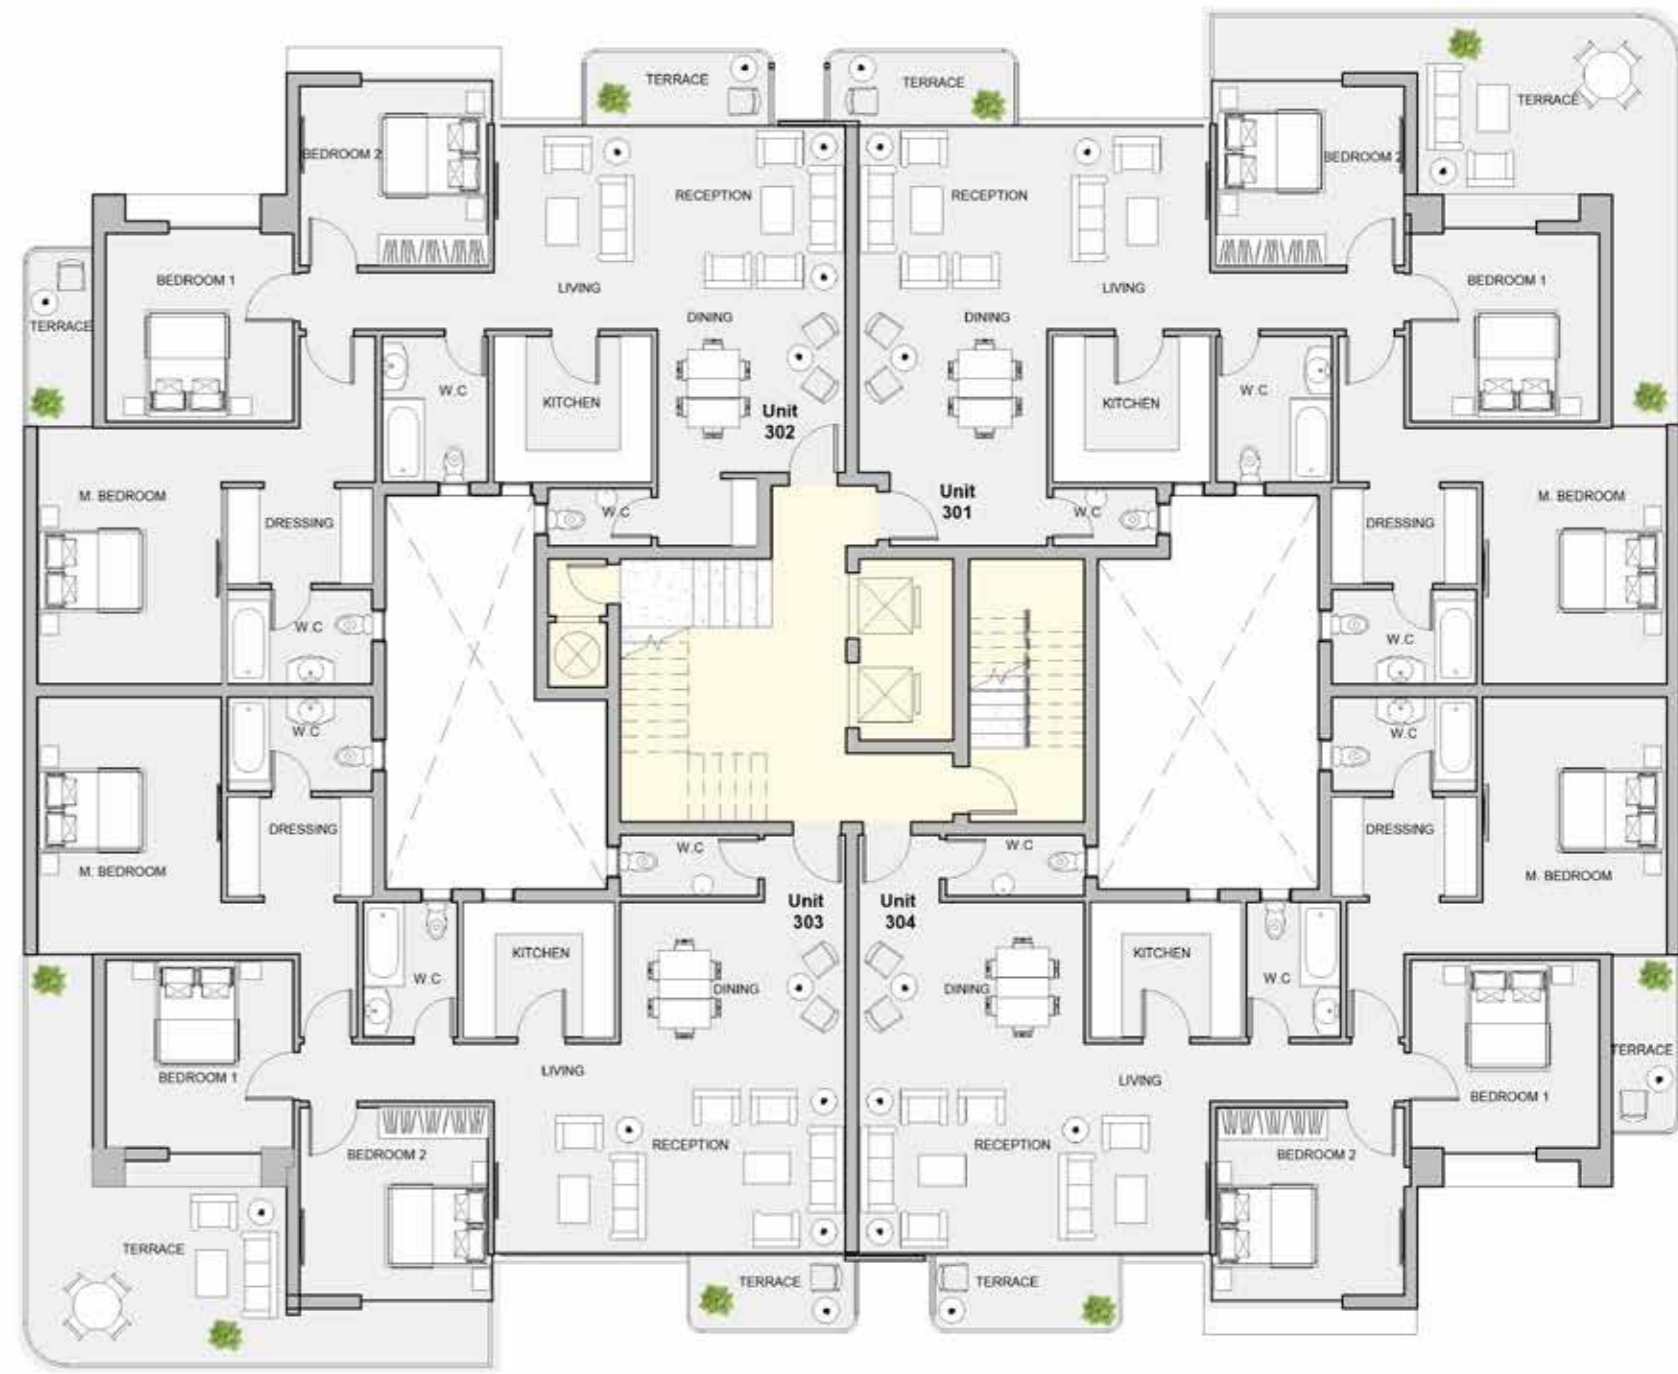 TERRACE
TERRACE
TERRACE
BEDROOM 2
BEDROOM 2
RECEPTION
RECEPTION
BEDROOM 1
LIVING
LIVING
BEDROOM 1
TERRACE
DINING
DINING
W.C
KITCHEN
Unit
302
KITCHEN
W.C
M. BEDROOM
DRESSING
W.C
Unit
301
W.C
DRESSING
M. BEDROOM
W.C
W.C
W.C
W.C
DRESSING
M. BEDROOM
W.C
Unit
303
Unit
304
W.C
DRESSING
M. BEDROOM
W.C
KITCHEN
DINING
DINING
KITCHEN
W.C
BEDROOM 1
LIVING
LIVING
BEDROOM 1
TERRACE
BEDROOM 2
RECEPTION
RECEPTION
BEDROOM 2
TERRACE
TERRACE
TERRACE